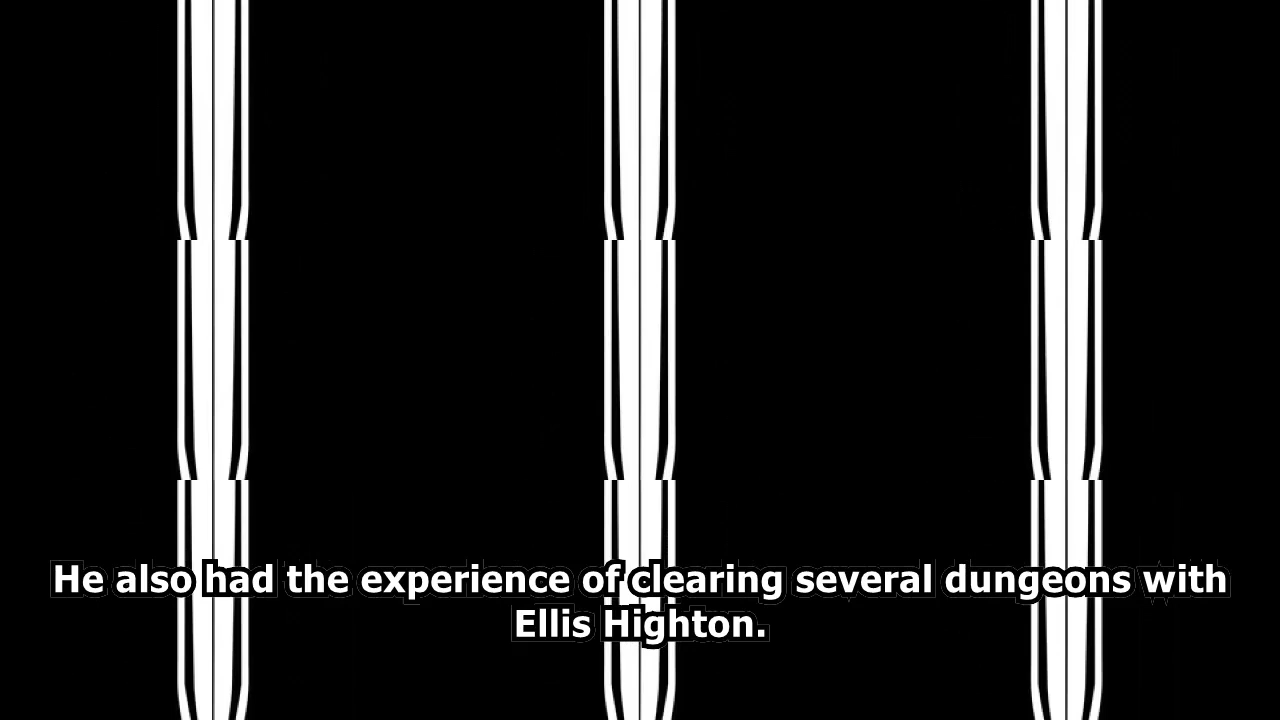 He also had the experience of clearing several dungeons with
Ellis Highton.